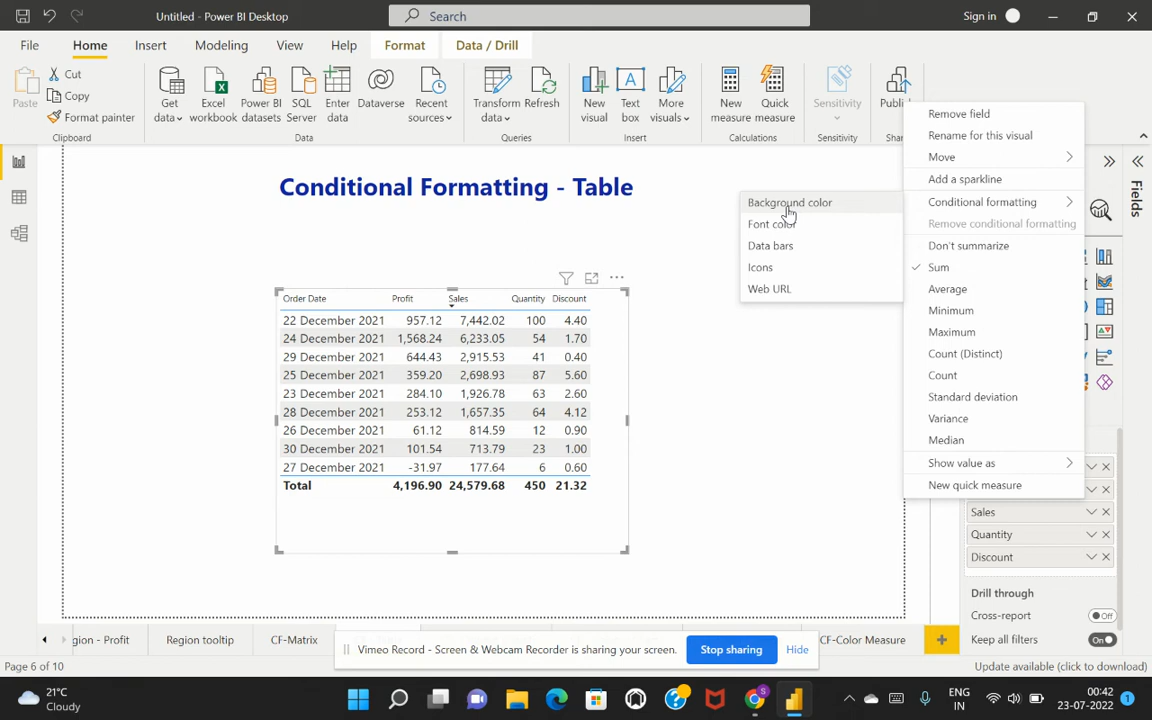 Untitled - Power BI Desktop
Search
Sign in
File Home Insert Modeling View Help Format Data / Drill
Paste
Cut
Copy
Format painter
Clipboard
Get data
Excel workbook
Power BI datasets
SQL Server
Enter data
Dataverse
Recent sources
Data
Transform data
Refresh
Queries
New visual
Text box
More visuals
Insert
New measure
Quick measure
Calculations
Sensitivity
Sensitivity
Publi
Shar
Conditional Formatting - Table
Order Date Profit Sales Quantity Discount
22 December 2021 957.12 7,442.02 100 4.40
24 December 2021 1,568.24 6,233.05 54 1.70
29 December 2021 644.43 2,915.53 41 0.40
25 December 2021 359.20 2,698.93 87 5.60
23 December 2021 284.10 1,926.78 63 2.60
28 December 2021 253.12 1,657.35 64 4.12
26 December 2021 61.12 814.59 12 0.90
30 December 2021 101.54 713.79 23 1.00
27 December 2021 -31.97 177.64 6 0.60
Total 4,196.90 24,579.68 450 21.32
Background color
Font color
Data bars
Icons
Web URL
Remove field
Rename for this visual
Move
Add a sparkline
Conditional formatting
Remove conditional formatting
Don't summarize
Sum
Average
Minimum
Maximum
Count (Distinct)
Count
Standard deviation
Variance
Median
Show value as
New quick measure
Fields
Sales
Quantity
Discount
Drill through
Cross-report Off
Keep all filters On
gion - Profit Region tooltip CF-Matrix CF-Color Measure
Vimeo Record - Screen & Webcam Recorder is sharing your screen. Stop sharing Hide
Page 6 of 10
Update available (click to download)
21°C
Cloudy
ENG
IN
00:42
23-07-2022
1